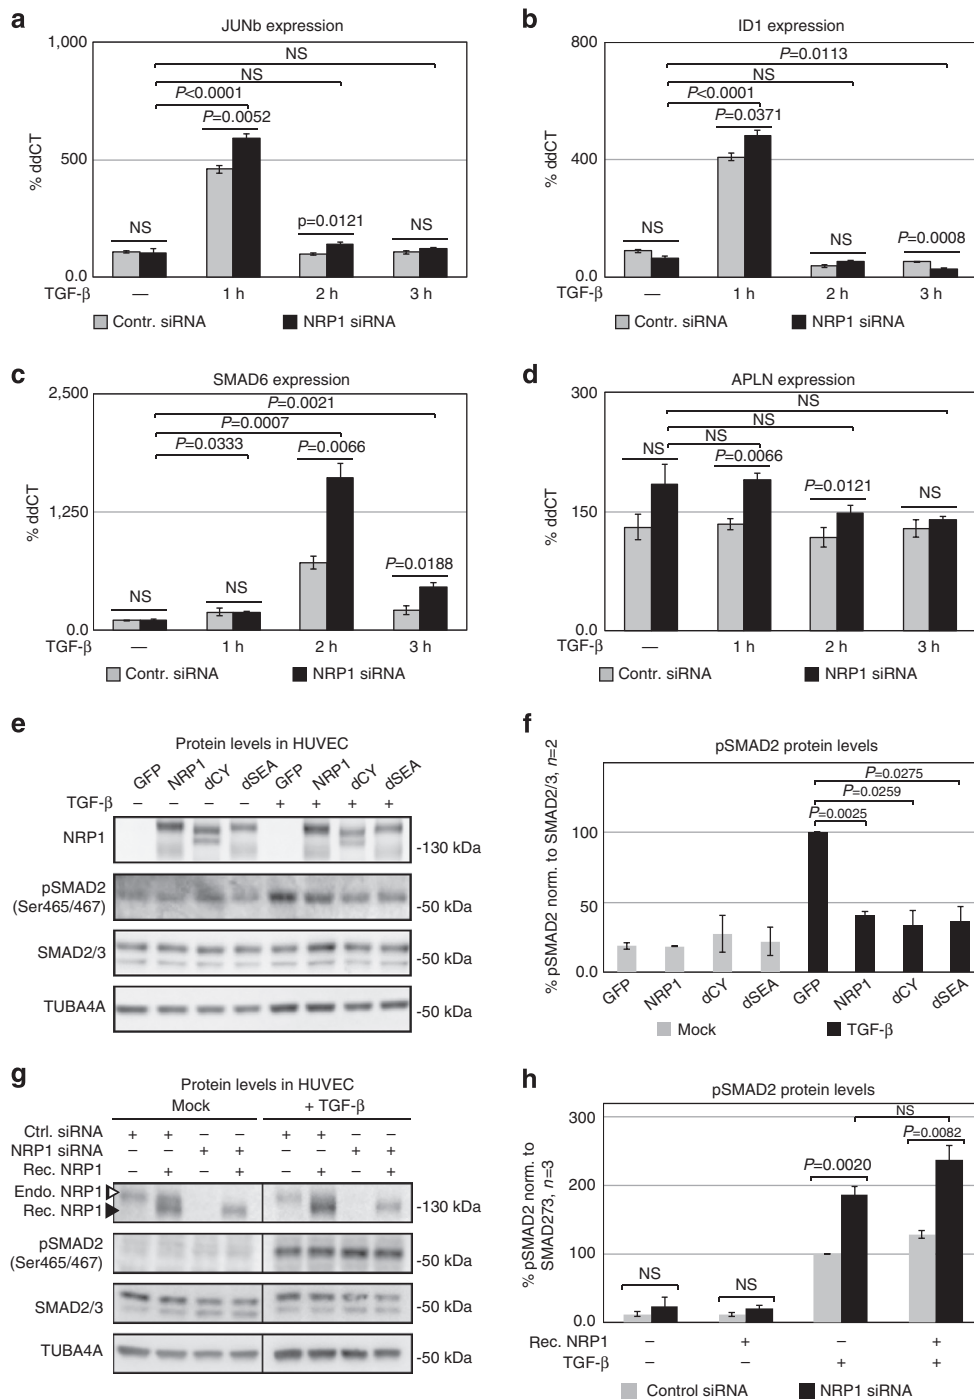 a
JUNb expression
1,000
500
0.0
% ddCT
NS
NS
P<0.0001
P=0.0052
NS
p=0.0121
NS
TGF-β — 1 h 2 h 3 h
Contr. siRNA NRP1 siRNA
b
ID1 expression
800
400
0.0
% ddCT
P=0.0113
NS
P<0.0001
P=0.0371
NS
NS
P=0.0008
TGF-β — 1 h 2 h 3 h
Contr. siRNA NRP1 siRNA
c
SMAD6 expression
2,500
1,250
0.0
% ddCT
P=0.0021
P=0.0007
P=0.0333
P=0.0066
P=0.0188
NS
NS
TGF-β — 1 h 2 h 3 h
Contr. siRNA NRP1 siRNA
d
APLN expression
300
150
0.0
% ddCT
NS
NS
NS
NS
P=0.0066
P=0.0121
NS
TGF-β — 1 h 2 h 3 h
Contr. siRNA NRP1 siRNA
e
Protein levels in HUVEC
GFP NRP1 dCY dSEA GFP NRP1 dCY dSEA
TGF-β – – – – + + + +
NRP1 -130 kDa
pSMAD2
(Ser465/467) -50 kDa
SMAD2/3 -50 kDa
TUBA4A -50 kDa
f
pSMAD2 protein levels
% pSMAD2 norm. to SMAD2/3, n=2
100
50
0.0
P=0.0275
P=0.0259
P=0.0025
GFP NRP1 dCY dSEA GFP NRP1 dCY dSEA
Mock TGF-β
g
Protein levels in HUVEC
Mock + TGF-β
Ctrl. siRNA + + – – + + – –
NRP1 siRNA – – + + – – + +
Rec. NRP1 – + – + – + – +
Endo. NRP1
Rec. NRP1 -130 kDa
pSMAD2
(Ser465/467) -50 kDa
SMAD2/3 -50 kDa
TUBA4A -50 kDa
h
pSMAD2 protein levels
% pSMAD2 norm. to
SMAD273, n=3
300
200
100
0.0
NS
P=0.0082
P=0.0020
NS
NS
Rec. NRP1 – + – +
TGF-β – – + +
Control siRNA NRP1 siRNA